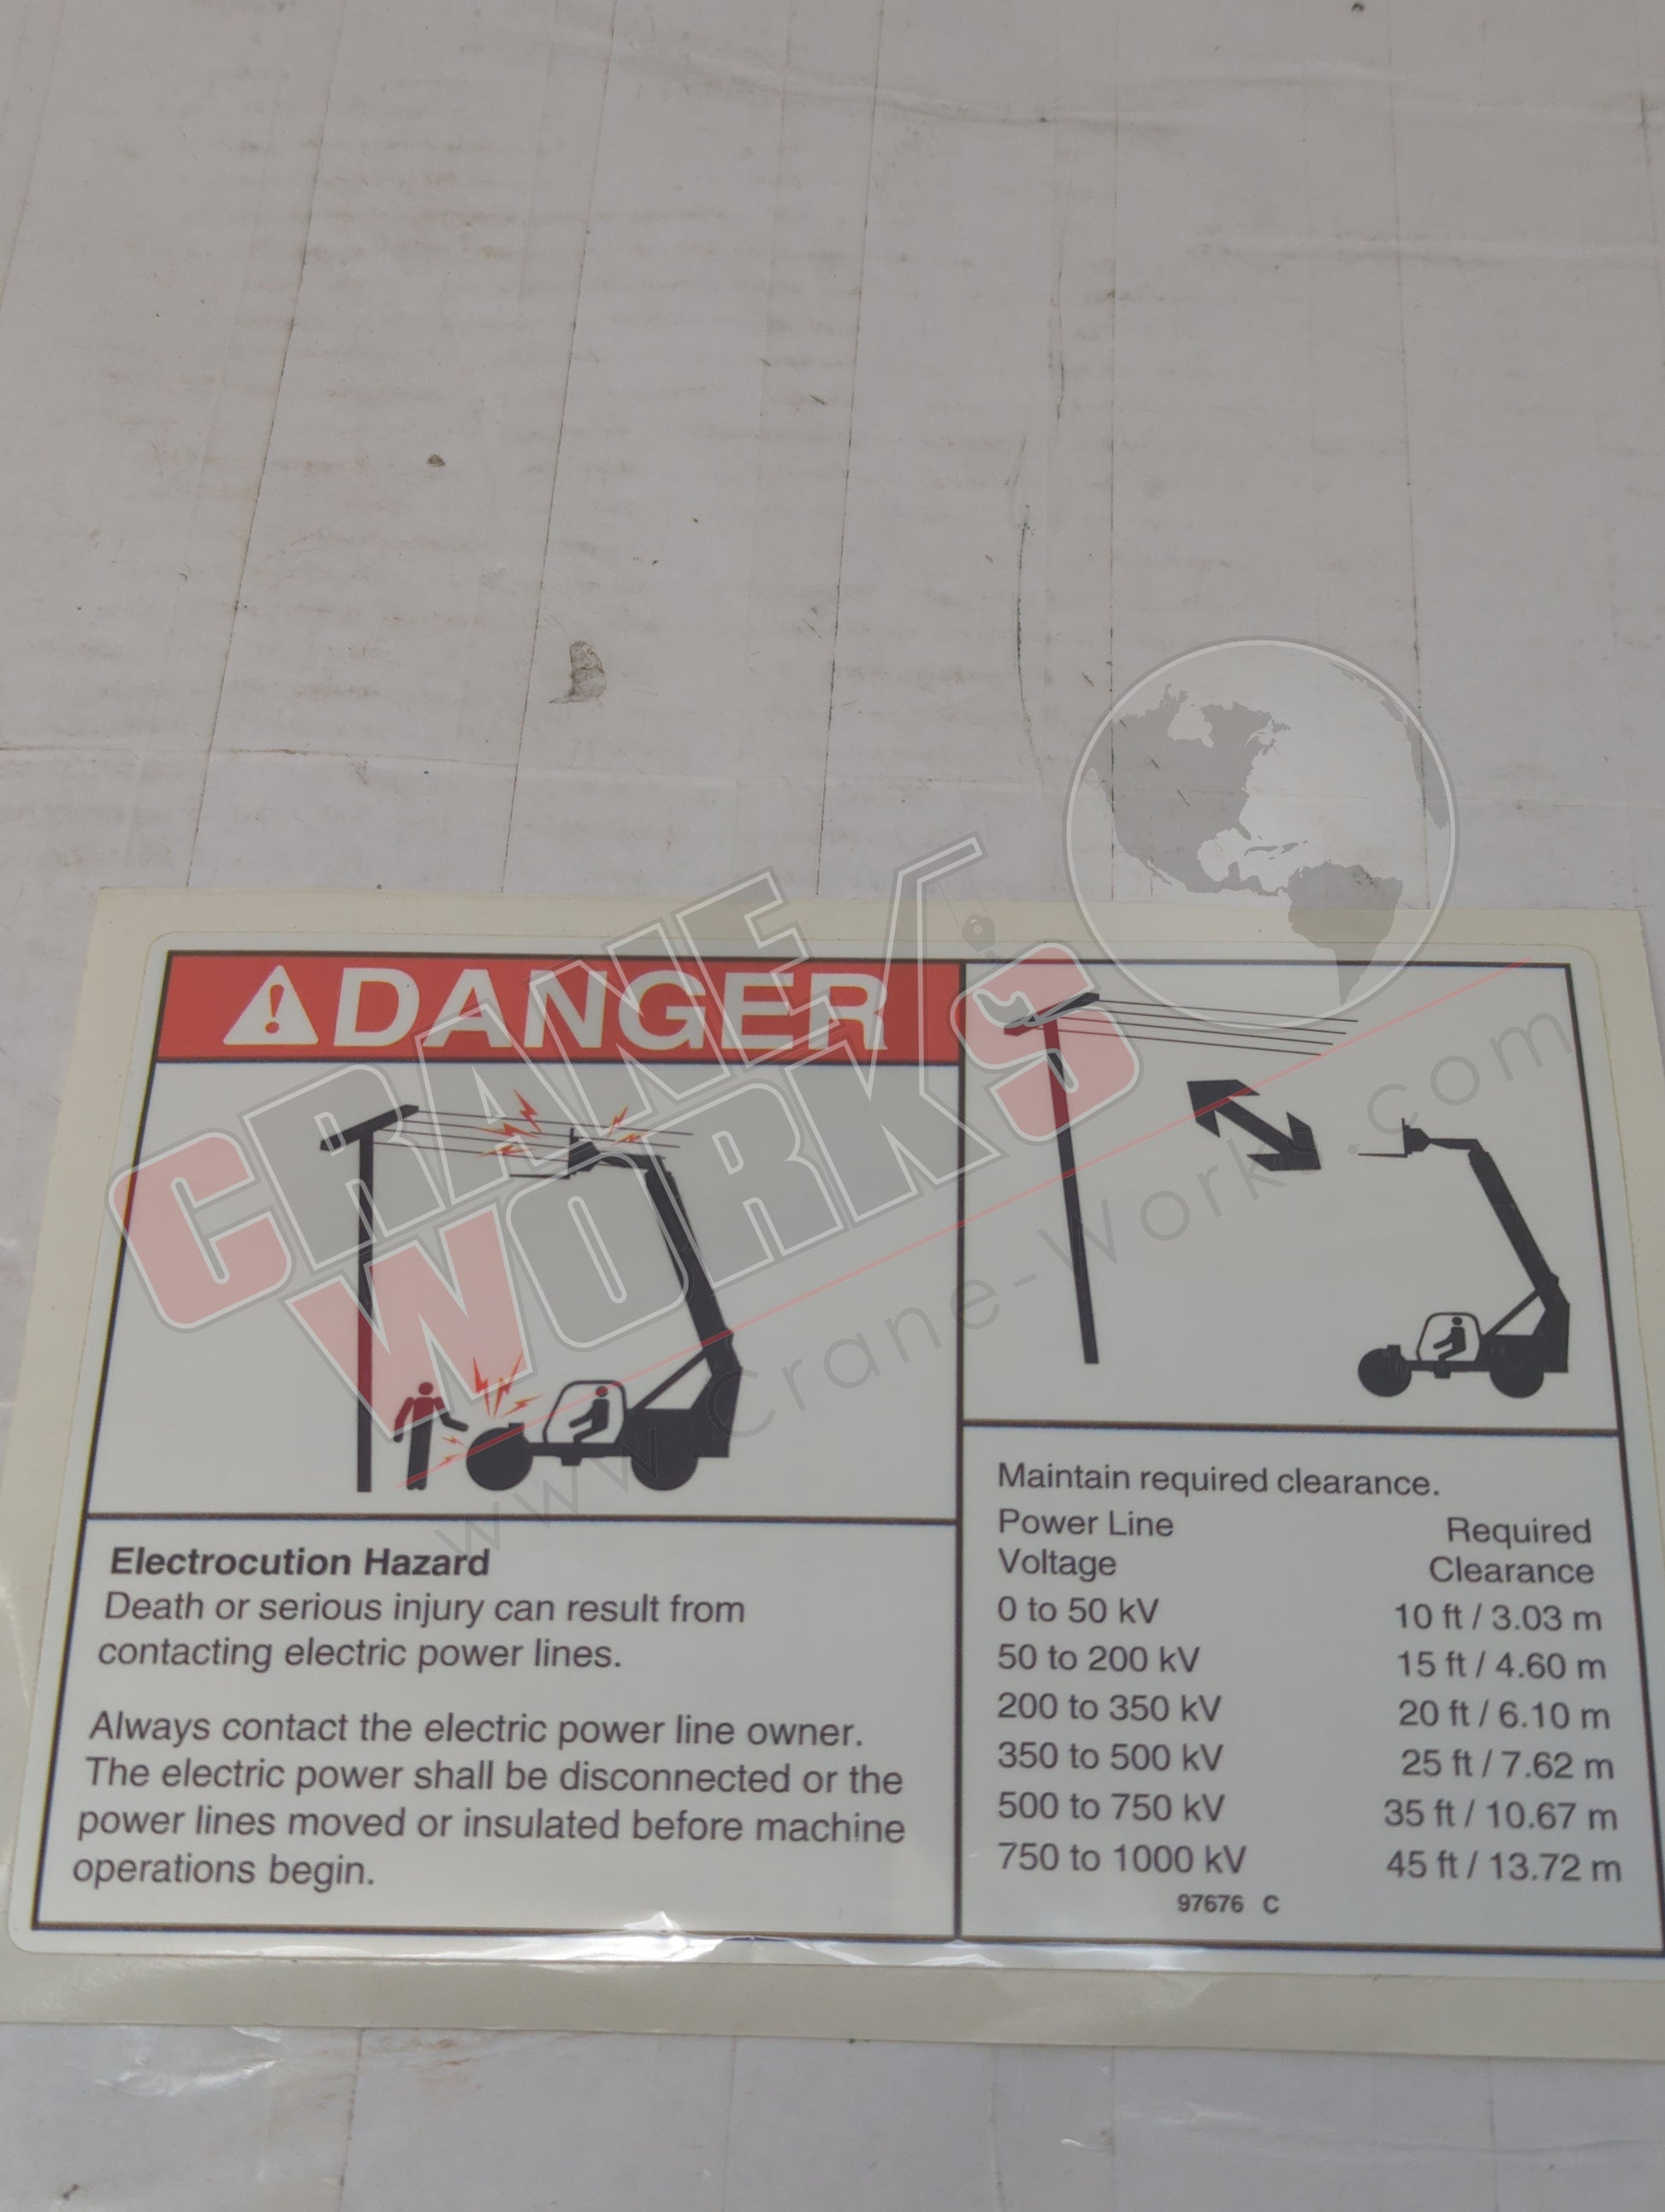 DANGER
Electrocution Hazard
Death or serious injury can result from
contacting electric power lines.
Always contact the electric power line owner.
The electric power shall be disconnected or the
power lines moved or insulated before machine
operations begin.
Maintain required clearance.
Power Line Required
Voltage Clearance
0 to 50 kV 10 ft / 3.03 m
50 to 200 kV 15 ft / 4.60 m
200 to 350 kV 20 ft / 6.10 m
350 to 500 kV 25 ft / 7.62 m
500 to 750 kV 35 ft / 10.67 m
750 to 1000 kV 45 ft / 13.72 m
97676 C
CRANE
WORKS
www.Crane-Works.com